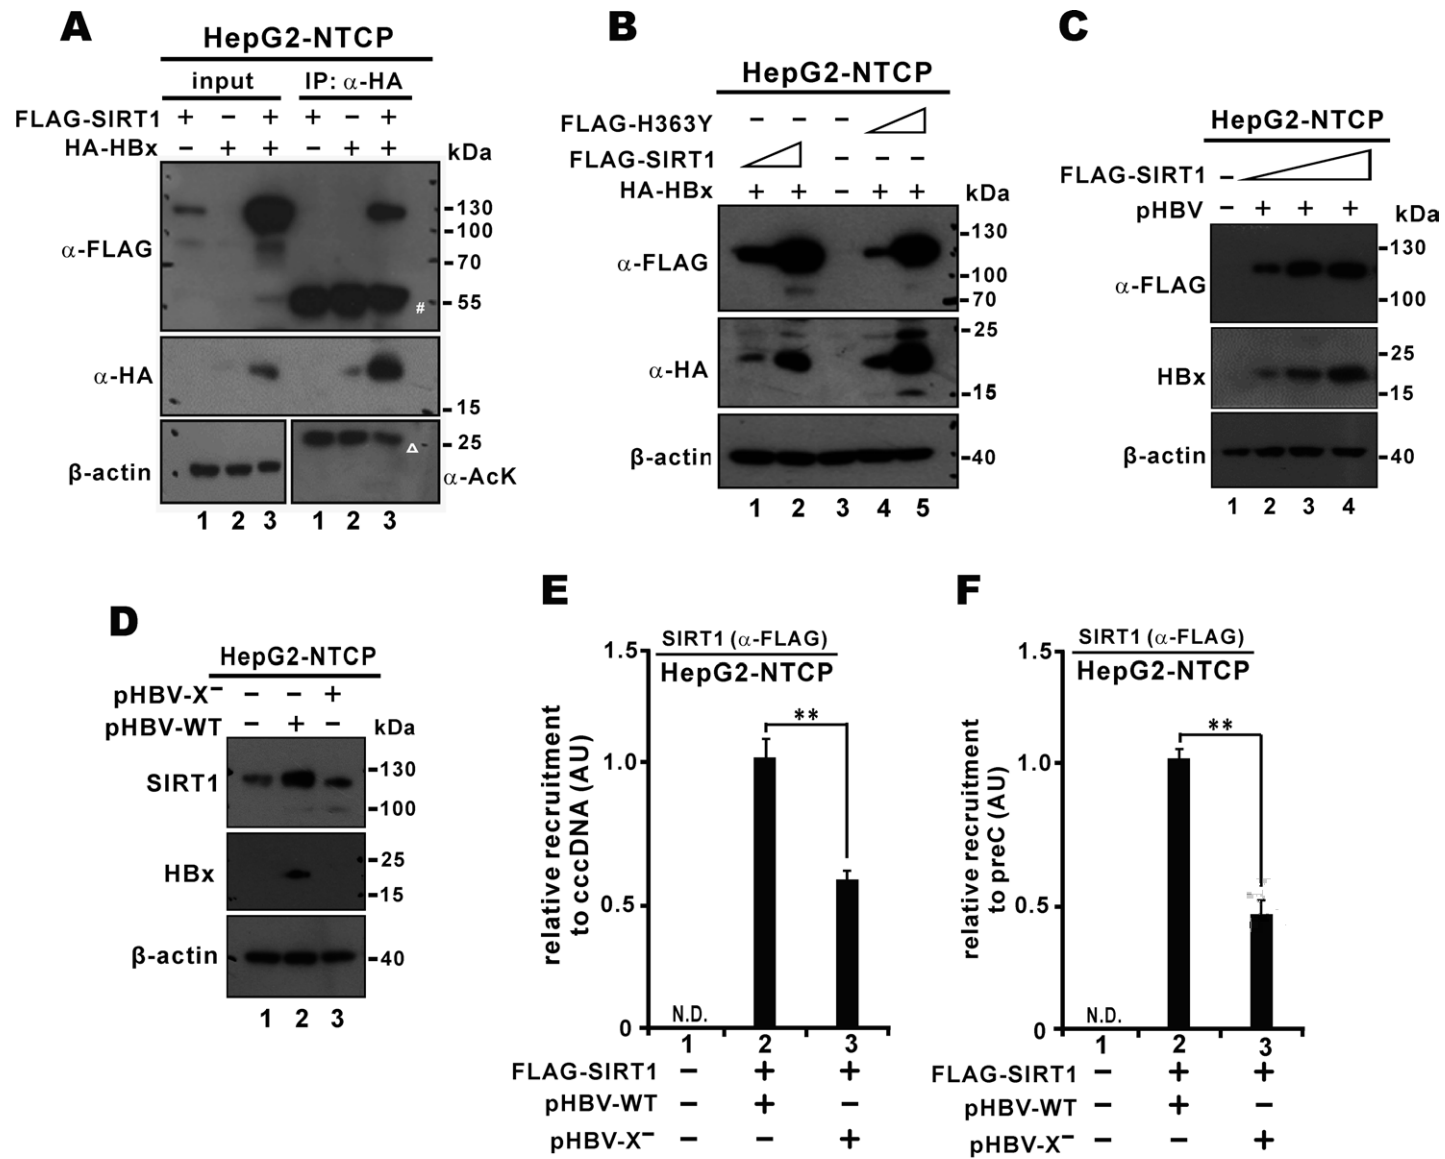 A
HepG2-NTCP
input IP: α-HA
FLAG-SIRT1 + − + + − +
HA-HBx − + + − + + kDa
α-FLAG
130
100
70
55
#
α-HA
15
β-actin
25
Δ
α-AcK
1 2 3 1 2 3
B
HepG2-NTCP
FLAG-H363Y − − −
FLAG-SIRT1 − − −
HA-HBx + + − + + kDa
α-FLAG
130
100
70
α-HA
25
15
β-actin
40
1 2 3 4 5
C
HepG2-NTCP
FLAG-SIRT1 −
pHBV − + + + kDa
α-FLAG
130
100
HBx
25
15
β-actin
40
1 2 3 4
D
HepG2-NTCP
pHBV-X− − − +
pHBV-WT − + − kDa
SIRT1
130
100
HBx
25
15
β-actin
40
1 2 3
E
SIRT1 (α-FLAG)
HepG2-NTCP
relative recruitment
to cccDNA (AU)
1.5
1.0
0.5
0
**
N.D.
1 2 3
FLAG-SIRT1 − + +
pHBV-WT − + −
pHBV-X− − − +
F
SIRT1 (α-FLAG)
HepG2-NTCP
relative recruitment
to preC (AU)
1.5
1.0
0.5
0
**
N.D.
1 2 3
FLAG-SIRT1 − + +
pHBV-WT − + −
pHBV-X− − − +